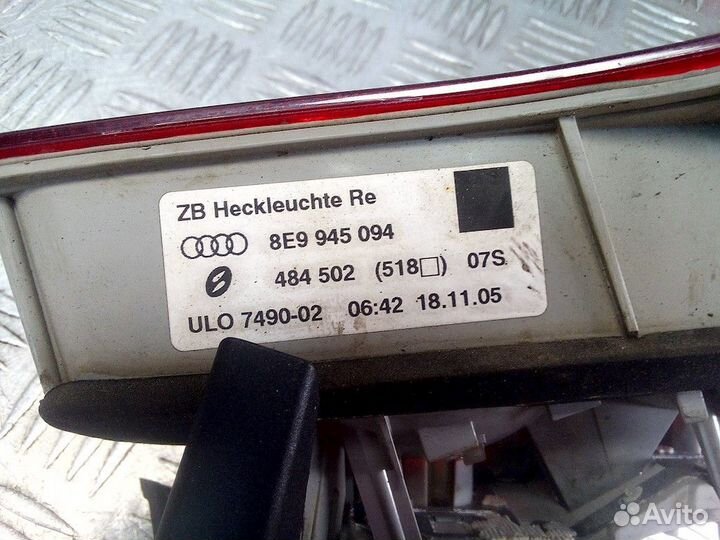 ZB Heckleuchte Re
8E9 945 094
484 502 (518□) 07S
ULO 7490-02 06:42 18.11.05
Avito